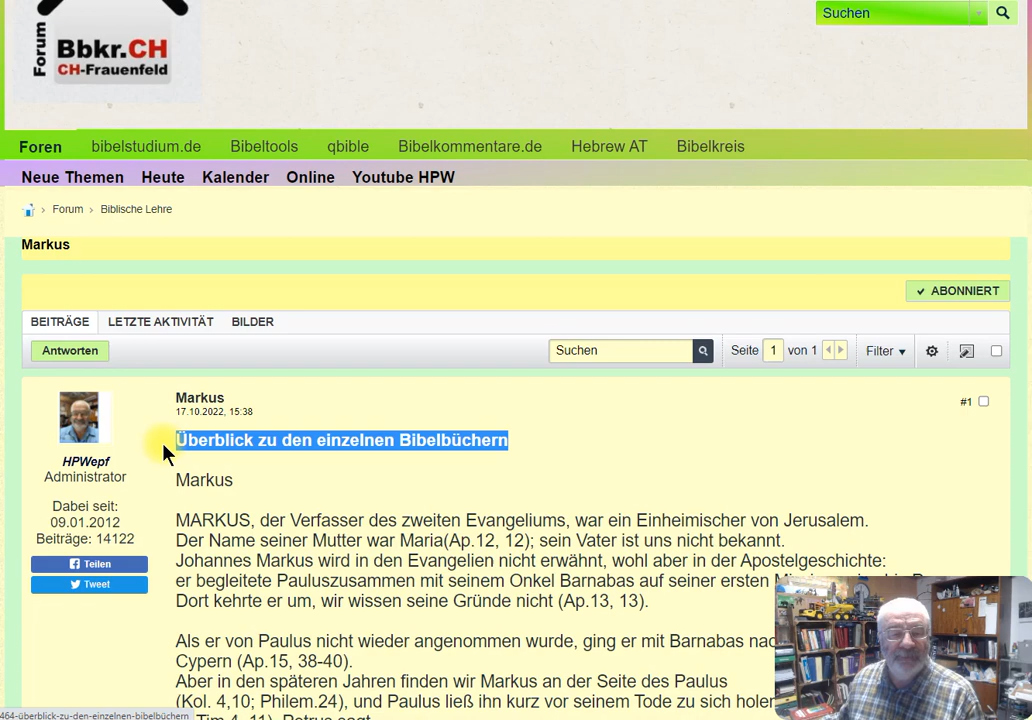 Forum
Bbkr.CH
CH-Frauenfeld
Suchen
Foren bibelstudium.de Bibeltools qbible Bibelkommentare.de Hebrew AT Bibelkreis
Neue Themen Heute Kalender Online Youtube HPW
› Forum › Biblische Lehre
Markus
✓ ABONNIERT
BEITRÄGE LETZTE AKTIVITÄT BILDER
Antworten Suchen Seite 1 von 1 Filter ▼
Markus
17.10.2022, 15:38
#1
Überblick zu den einzelnen Bibelbüchern
HPWepf
Administrator
Dabei seit:
09.01.2012
Beiträge: 14122
Teilen
Tweet
Markus
MARKUS, der Verfasser des zweiten Evangeliums, war ein Einheimischer von Jerusalem.
Der Name seiner Mutter war Maria(Ap.12, 12); sein Vater ist uns nicht bekannt.
Johannes Markus wird in den Evangelien nicht erwähnt, wohl aber in der Apostelgeschichte:
er begleitete Pauluszusammen mit seinem Onkel Barnabas auf seiner ersten
Dort kehrte er um, wir wissen seine Gründe nicht (Ap.13, 13).
Als er von Paulus nicht wieder angenommen wurde, ging er mit Barnabas
Cypern (Ap.15, 38-40).
Aber in den späteren Jahren finden wir Markus an der Seite des Paulus
(Kol. 4,10; Philem.24), und Paulus ließ ihn kurz vor seinem Tode zu sich
464-überblick-zu-den-einzelnen-bibelbüchern